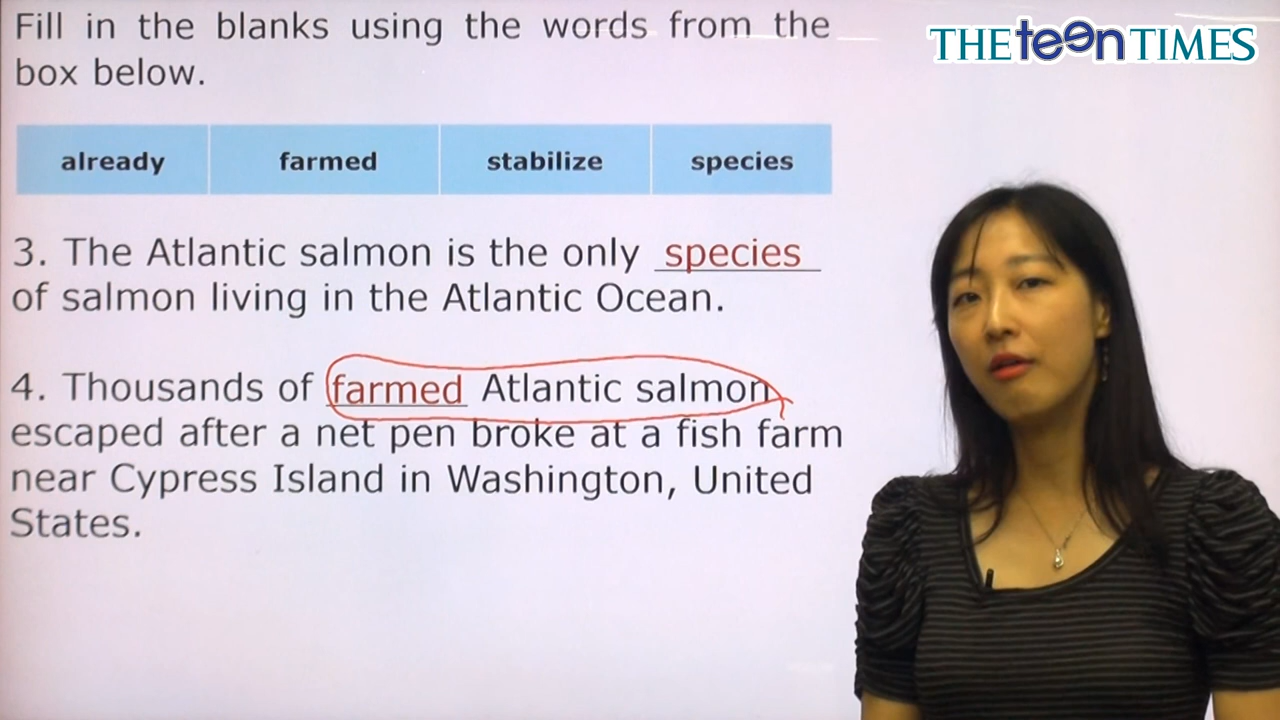 Fill in the blanks using the words from the
THE teen TIMES
box below.
already farmed stabilize species
3. The Atlantic salmon is the only species
of salmon living in the Atlantic Ocean.
4. Thousands of farmed Atlantic salmon
escaped after a net pen broke at a fish farm
near Cypress Island in Washington, United
States.